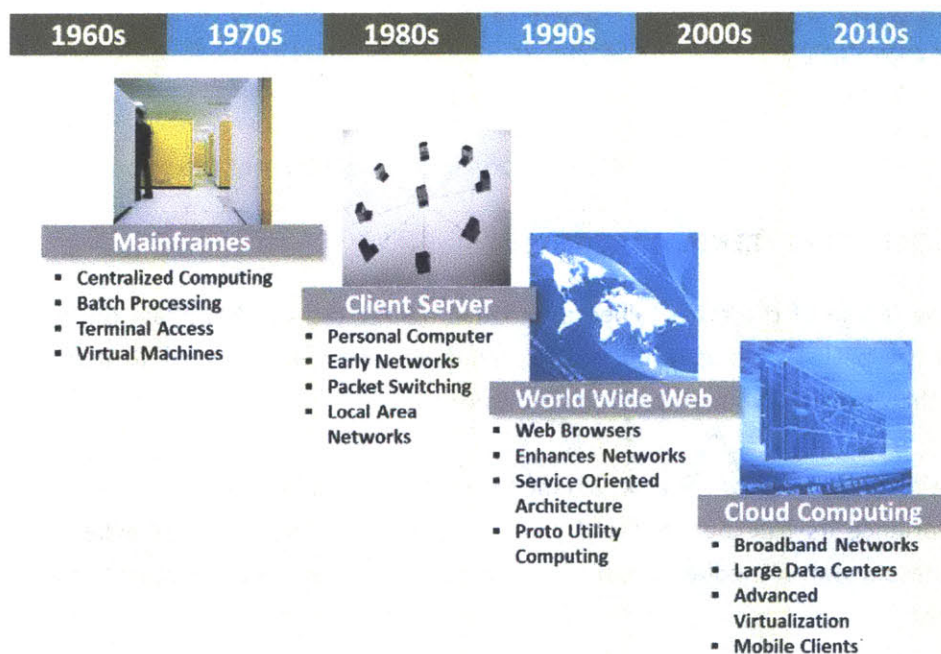 1960s 1970s 1980s 1990s 2000s 2010s
Mainframes
▪ Centralized Computing
▪ Batch Processing
▪ Terminal Access
▪ Virtual Machines
Client Server
▪ Personal Computer
▪ Early Networks
▪ Packet Switching
▪ Local Area
Networks
World Wide Web
▪ Web Browsers
▪ Enhances Networks
▪ Service Oriented
Architecture
▪ Proto Utility
Computing
Cloud Computing
▪ Broadband Networks
▪ Large Data Centers
▪ Advanced
Virtualization
▪ Mobile Clients